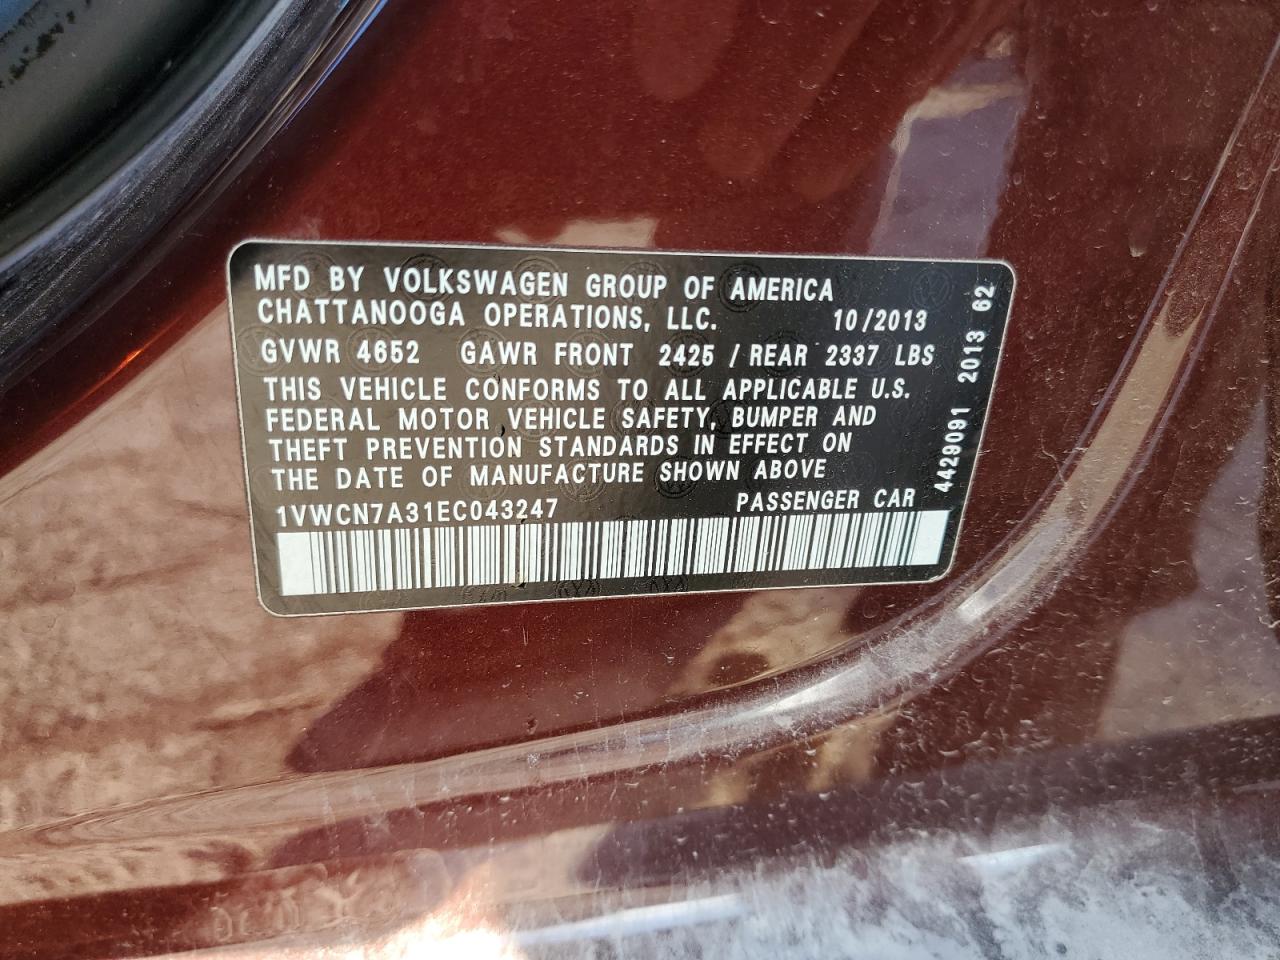 MFD BY VOLKSWAGEN GROUP OF AMERICA
CHATTANOOGA OPERATIONS, LLC. 10/2013
GVWR 4652 GAWR FRONT 2425 / REAR 2337 LBS
THIS VEHICLE CONFORMS TO ALL APPLICABLE U.S.
FEDERAL MOTOR VEHICLE SAFETY, BUMPER AND
THEFT PREVENTION STANDARDS IN EFFECT ON
THE DATE OF MANUFACTURE SHOWN ABOVE
1VWCN7A31EC043247 PASSENGER CAR
4429091 2013 62